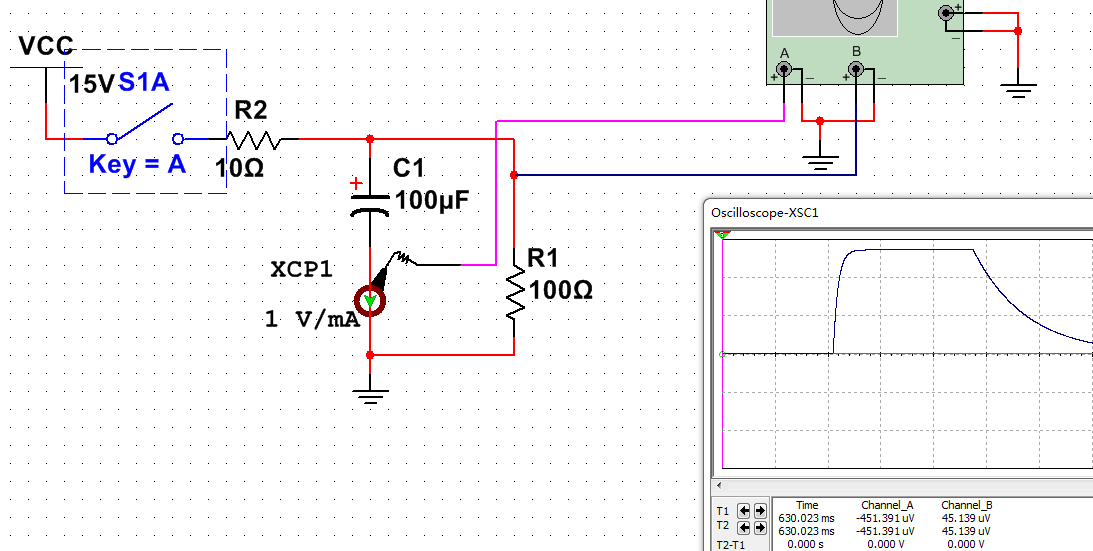 VCC
15V S1A
R2
Key = A
10Ω
C1
+
100µF
XCP1
1 V/mA
R1
100Ω
A
B
+ − + −
+
−
Oscilloscope-XSC1
Time Channel_A Channel_B
T1 630.023 ms -451.391 uV 45.139 uV
T2 630.023 ms -451.391 uV 45.139 uV
T2-T1 0.000 s 0.000 V 0.000 V